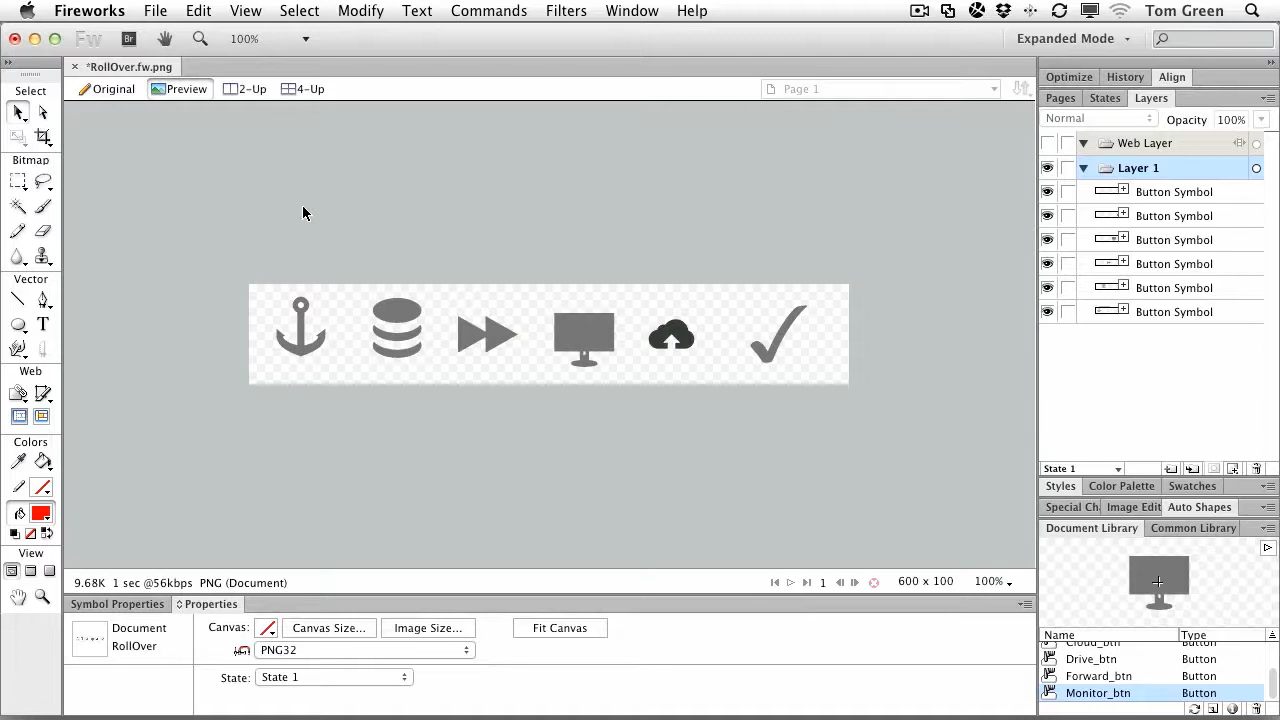 Fireworks File Edit View Select Modify Text Commands Filters Window Help Tom Green
Fw Br 100% Expanded Mode
*RollOver.fw.png
Original Preview 2-Up 4-Up Page 1
Select
Bitmap
Vector
Web
Colors
View
Optimize History Align
Pages States Layers
Normal Opacity 100%
Web Layer
Layer 1
Button Symbol
Button Symbol
Button Symbol
Button Symbol
Button Symbol
Button Symbol
State 1
Styles Color Palette Swatches
Special Ch Image Edit Auto Shapes
Document Library Common Library
Name Type
Cloud_btn Button
Drive_btn Button
Forward_btn Button
Monitor_btn Button
9.68K 1 sec @56kbps PNG (Document) 1 600 x 100 100%
Symbol Properties Properties
Document
RollOver
Canvas: Canvas Size... Image Size... Fit Canvas
PNG32
State: State 1